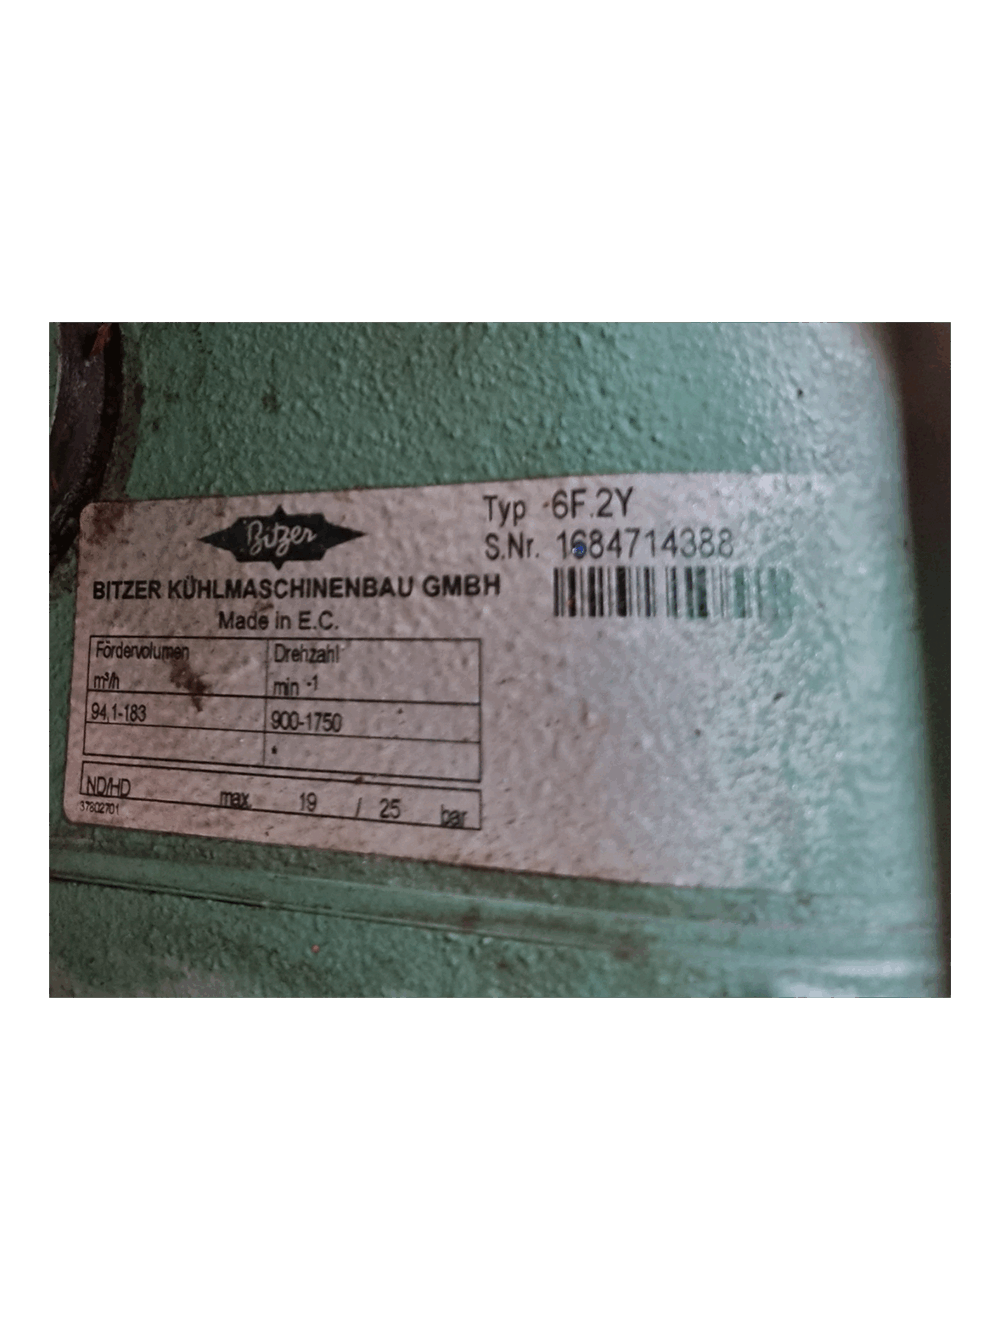 Bitzer
BITZER KÜHLMASCHINENBAU GMBH
Made in E.C.
Typ 6F.2Y
S.Nr. 1684714388
Fördervolumen Drehzahl
m³/h min -1
94,1-183 900-1750
ND/HD max. 19 / 25 bar
37802701